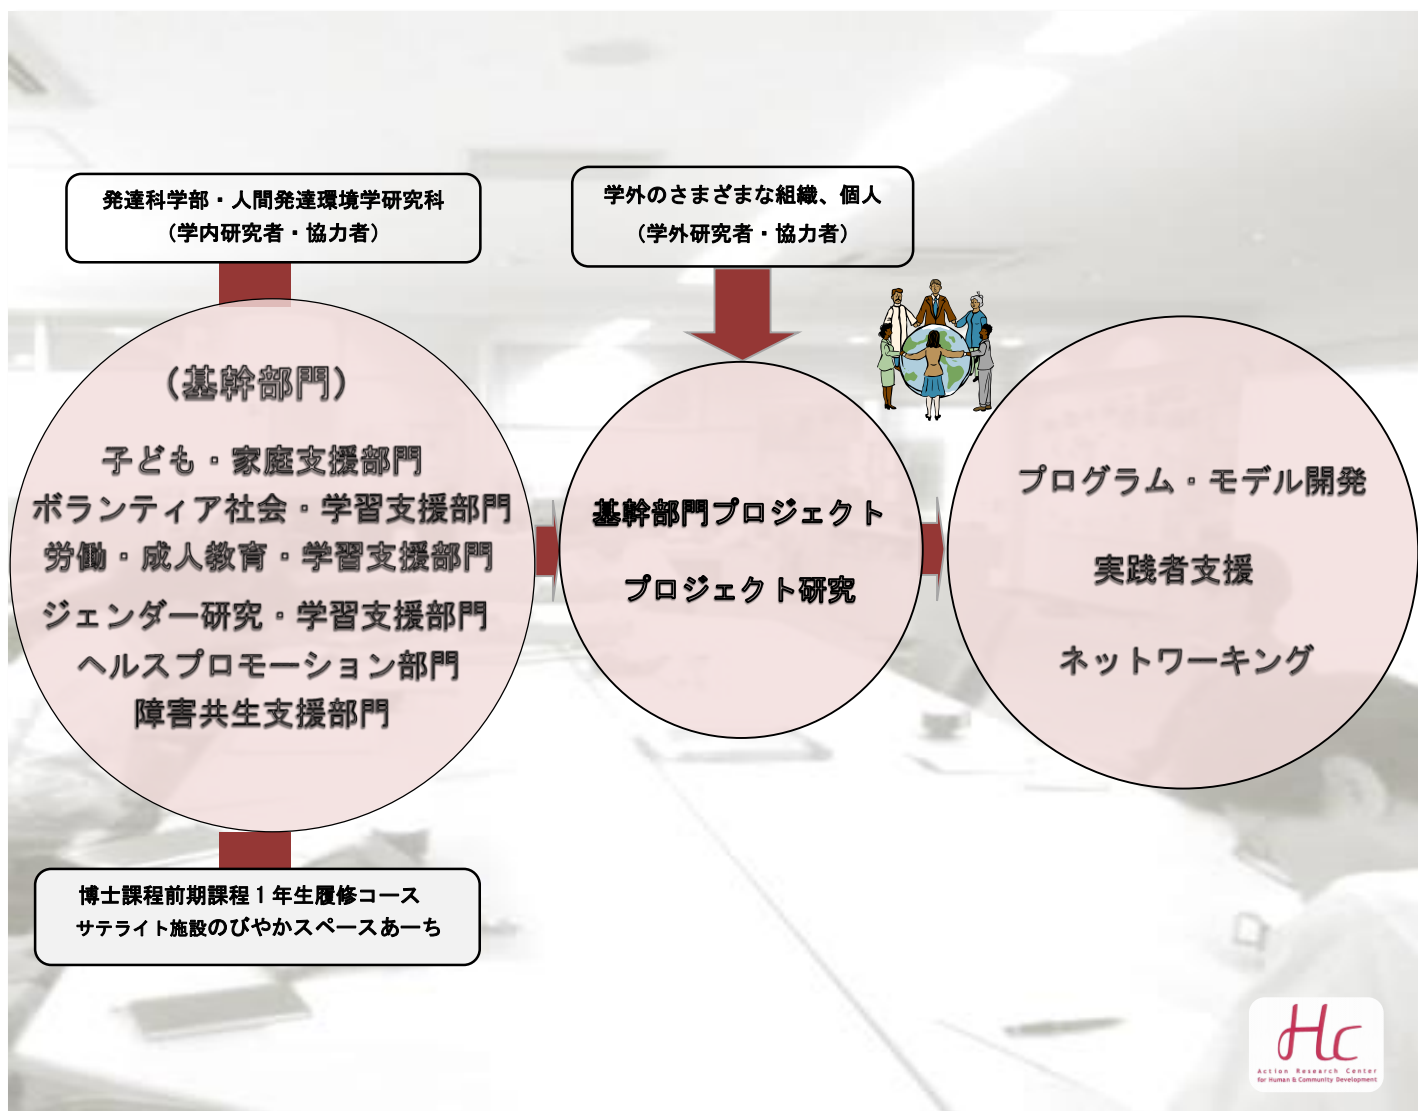 発達科学部・人間発達環境学研究科
（学内研究者・協力者）
学外のさまざまな組織、個人
（学外研究者・協力者）
（基幹部門）
子ども・家庭支援部門
ボランティア社会・学習支援部門
労働・成人教育・学習支援部門
ジェンダー研究・学習支援部門
ヘルスプロモーション部門
障害共生支援部門
基幹部門プロジェクト
プロジェクト研究
プログラム・モデル開発
実践者支援
ネットワーキング
博士課程前期課程１年生履修コース
サテライト施設のびやかスペースあーち
Hc
Action Research Center
for Human & Community Development